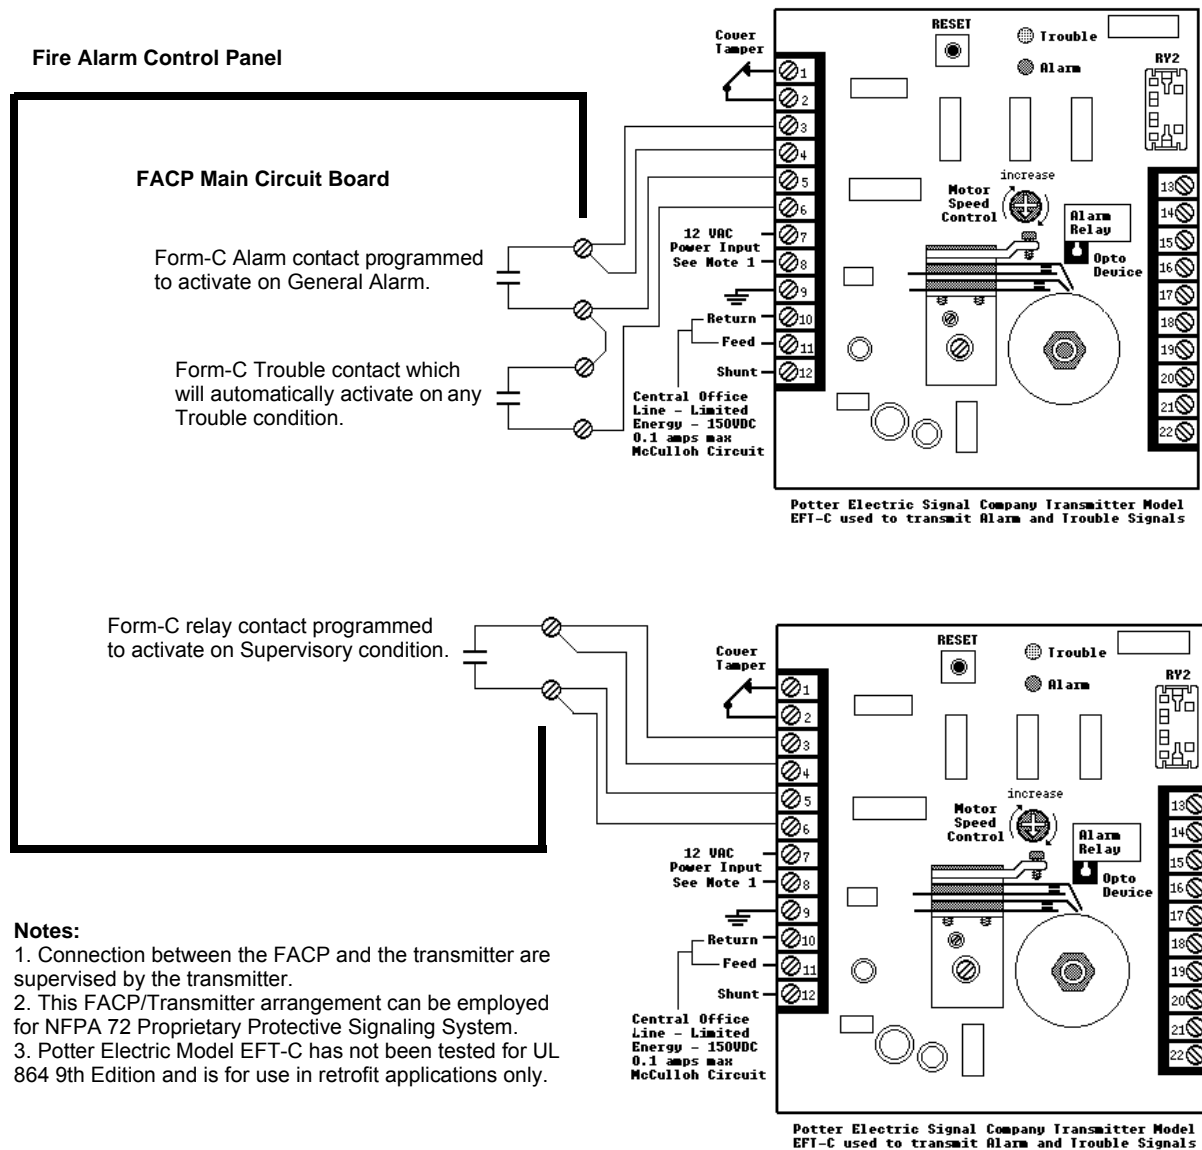 Fire Alarm Control Panel
FACP Main Circuit Board
Form-C Alarm contact programmed
to activate on General Alarm.
Form-C Trouble contact which
will automatically activate on any
Trouble condition.
Cover
Tamper
1
2
3
4
5
6
7
8
9
10
11
12
12 VAC
Power Input
See Note 1
Return
Feed
Shunt
Central Office
Line - Limited
Energy - 150VDC
0.1 amps max
McCulloh Circuit
RESET
Trouble
Alarm
RY2
increase
Motor
Speed
Control
Alarm
Relay
Opto
Device
13
14
15
16
17
18
19
20
21
22
Potter Electric Signal Company Transmitter Model
EFT-C used to transmit Alarm and Trouble Signals
Form-C relay contact programmed
to activate on Supervisory condition.
Cover
Tamper
1
2
3
4
5
6
7
8
9
10
11
12
12 VAC
Power Input
See Note 1
Return
Feed
Shunt
Central Office
Line - Limited
Energy - 150VDC
0.1 amps max
McCulloh Circuit
RESET
Trouble
Alarm
RY2
increase
Motor
Speed
Control
Alarm
Relay
Opto
Device
13
14
15
16
17
18
19
20
21
22
Potter Electric Signal Company Transmitter Model
EFT-C used to transmit Alarm and Trouble Signals
Notes:
1. Connection between the FACP and the transmitter are
supervised by the transmitter.
2. This FACP/Transmitter arrangement can be employed
for NFPA 72 Proprietary Protective Signaling System.
3. Potter Electric Model EFT-C has not been tested for UL
864 9th Edition and is for use in retrofit applications only.